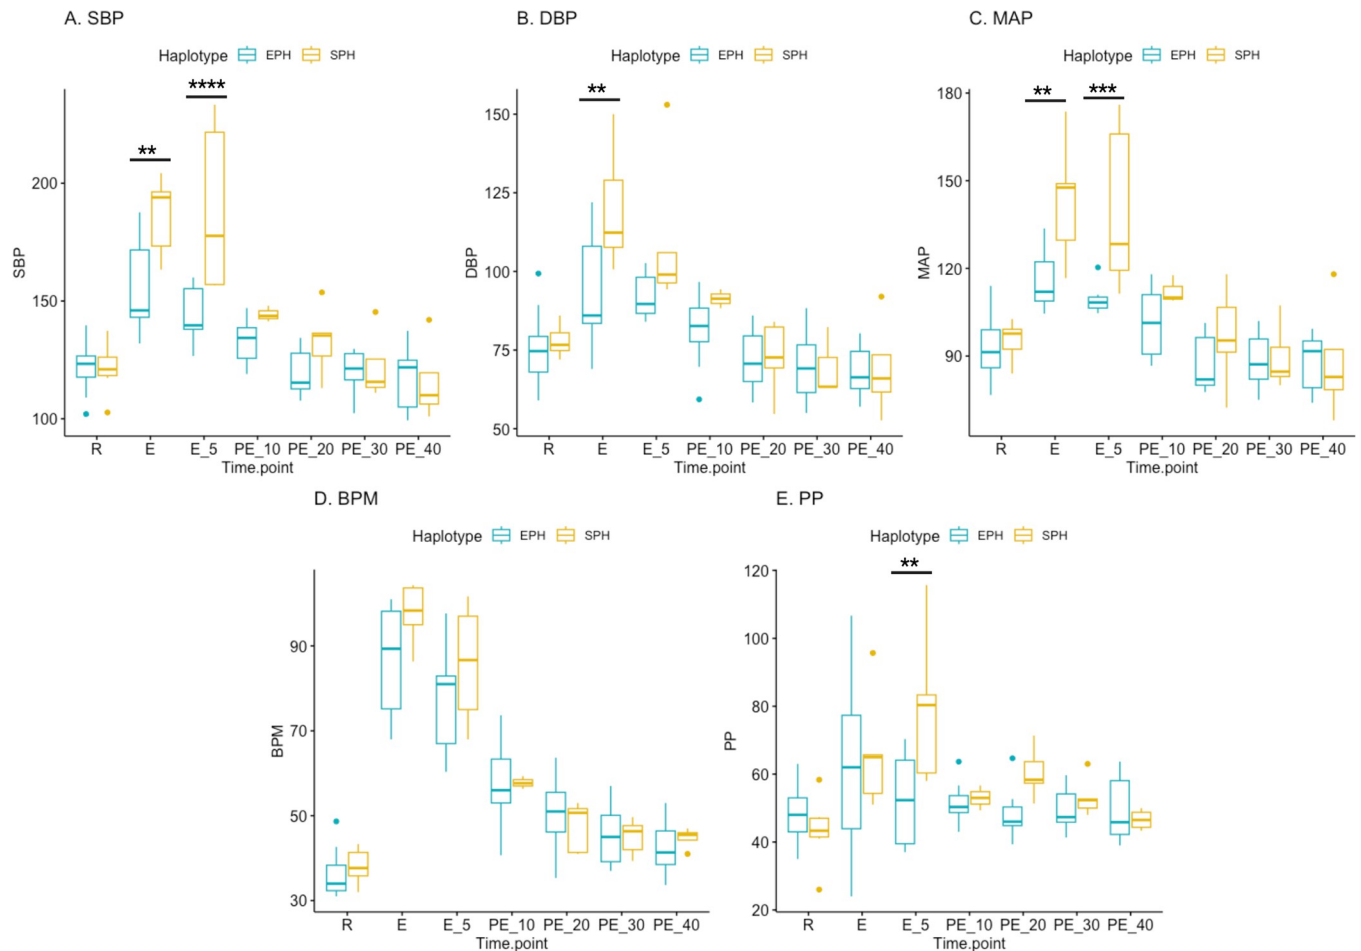 A. SBP
Haplotype EPH SPH
****
**
200
150
100
SBP
R E E_5 PE_10 PE_20 PE_30 PE_40
Time.point
B. DBP
Haplotype EPH SPH
**
150
125
100
75
50
DBP
R E E_5 PE_10 PE_20 PE_30 PE_40
Time.point
C. MAP
Haplotype EPH SPH
** ***
180
150
120
90
MAP
R E E_5 PE_10 PE_20 PE_30 PE_40
Time.point
D. BPM
Haplotype EPH SPH
90
70
50
30
BPM
R E E_5 PE_10 PE_20 PE_30 PE_40
Time.point
E. PP
Haplotype EPH SPH
**
120
100
80
60
40
20
PP
R E E_5 PE_10 PE_20 PE_30 PE_40
Time.point